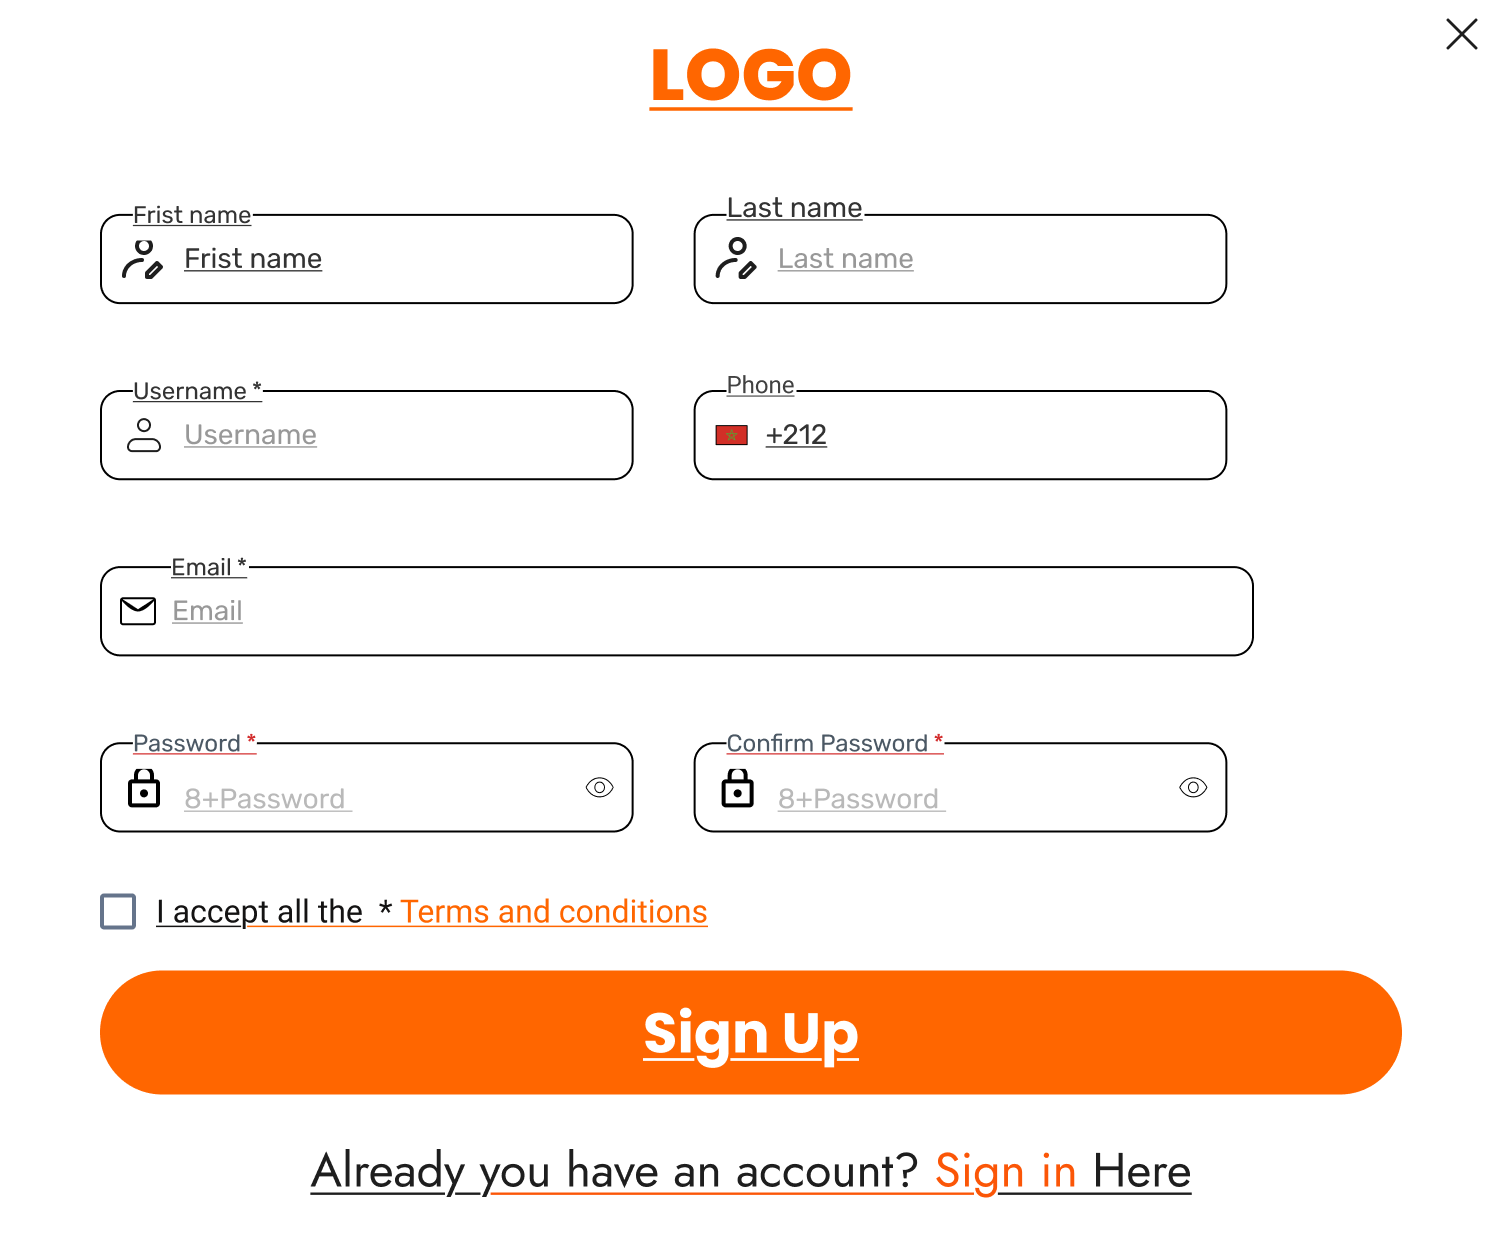 LOGO
Frist name
Frist name
Last name
Last name
Username *
Username
Phone
+212
Email *
Email
Password *
8+Password
Confirm Password *
8+Password
I accept all the * Terms and conditions
Sign Up
Already you have an account? Sign in Here